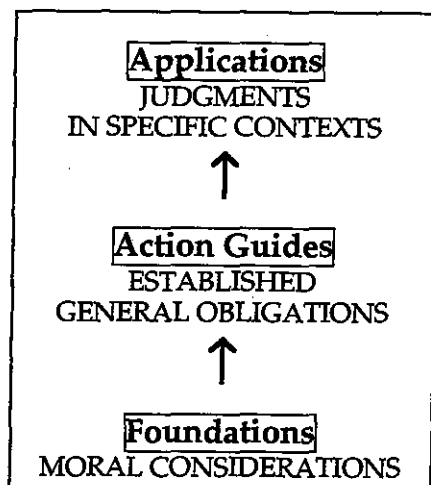 Applications
JUDGMENTS
IN SPECIFIC CONTEXTS
Action Guides
ESTABLISHED
GENERAL OBLIGATIONS
Foundations
MORAL CONSIDERATIONS